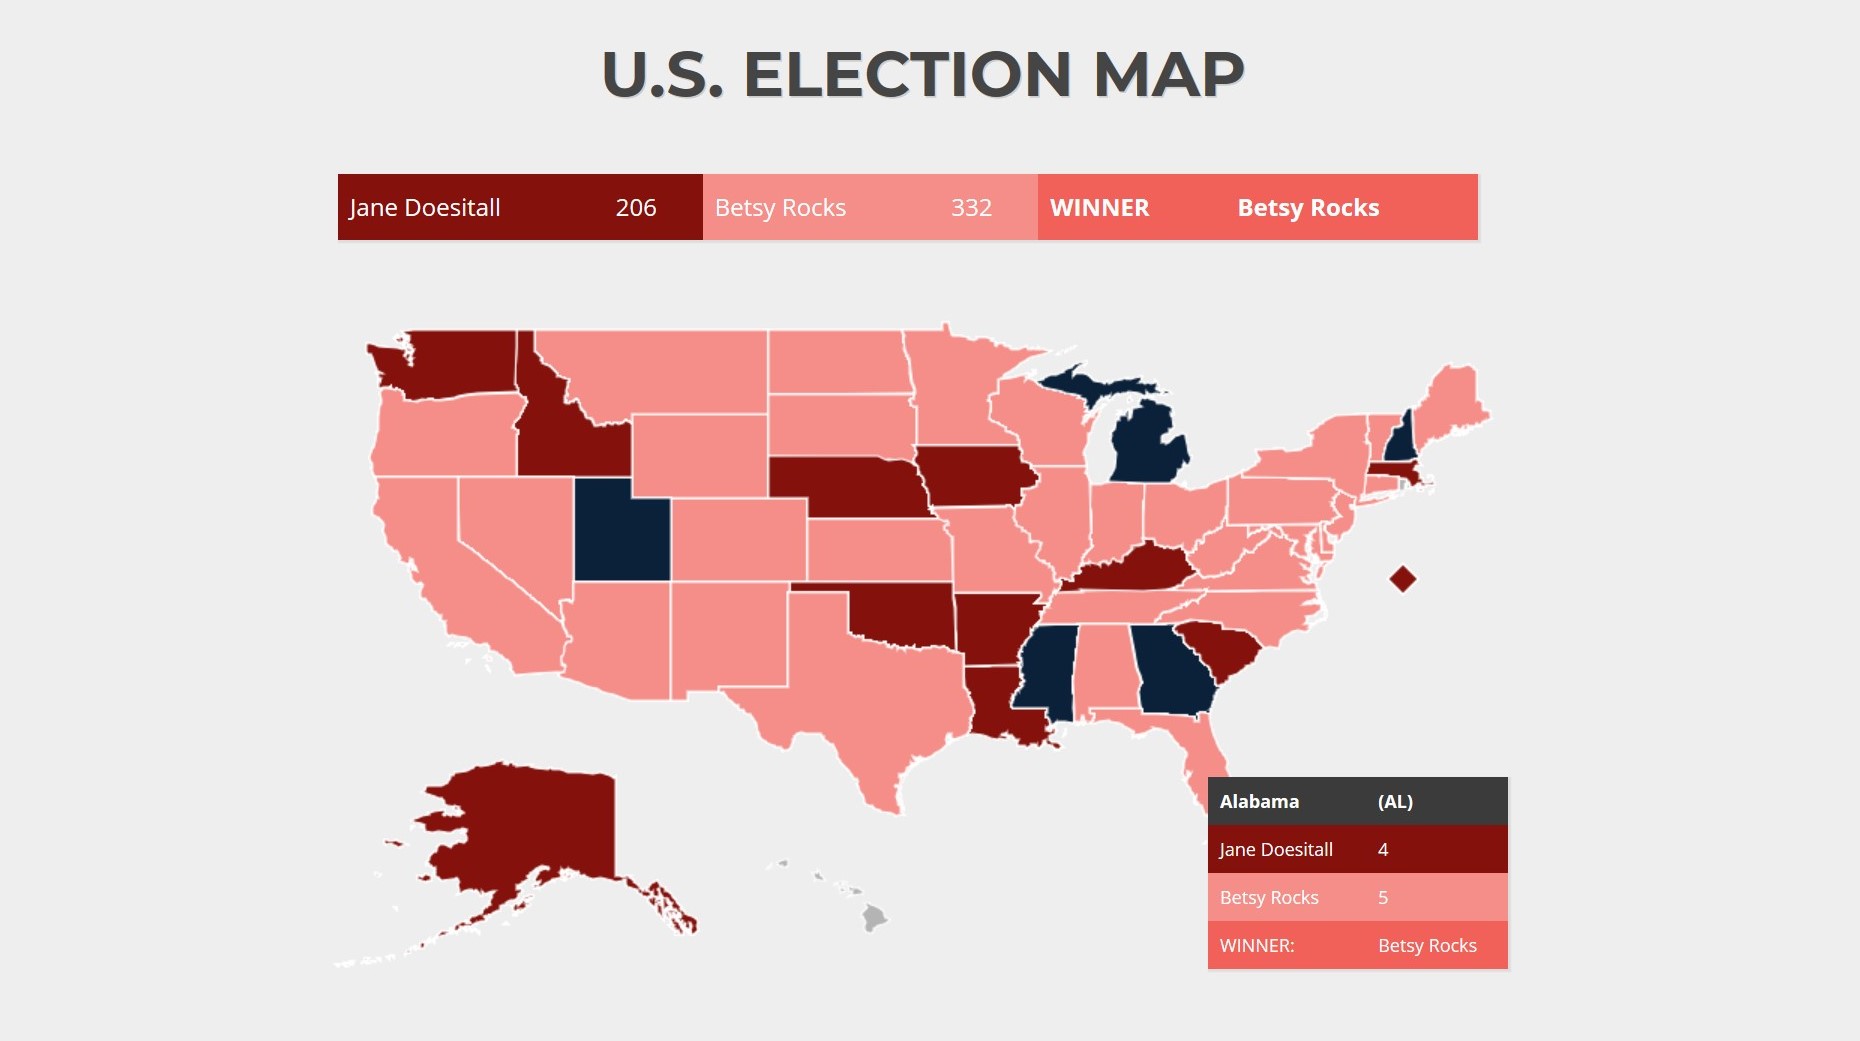 U.S. ELECTION MAP
Jane Doesitall 206 Betsy Rocks 332 WINNER Betsy Rocks
Alabama (AL)
Jane Doesitall 4
Betsy Rocks 5
WINNER: Betsy Rocks